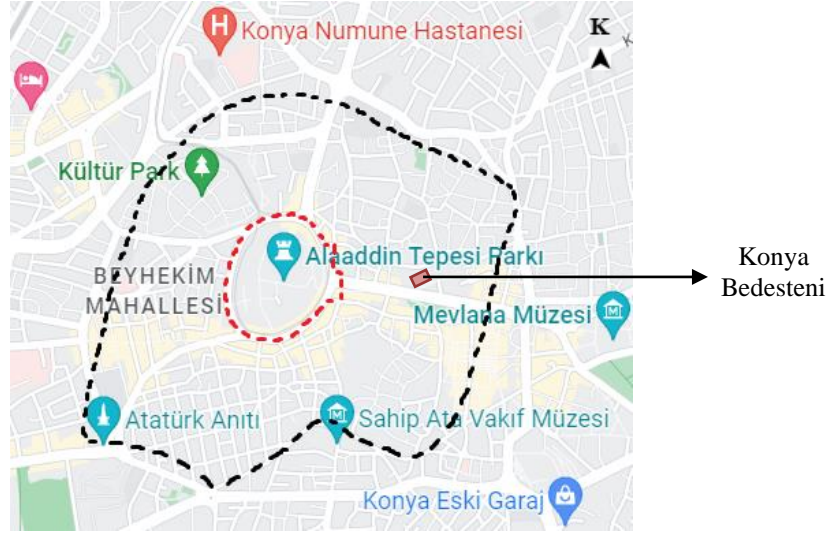 Konya Numune Hastanesi
H
K
K
Kültür Park
Alaaddin Tepesi Parkı
Konya
Bedesteni
BEYHEKİM
MAHALLESİ
Mevlana Müzesi
Atatürk Anıtı
Sahip Ata Vakıf Müzesi
Konya Eski Garaj